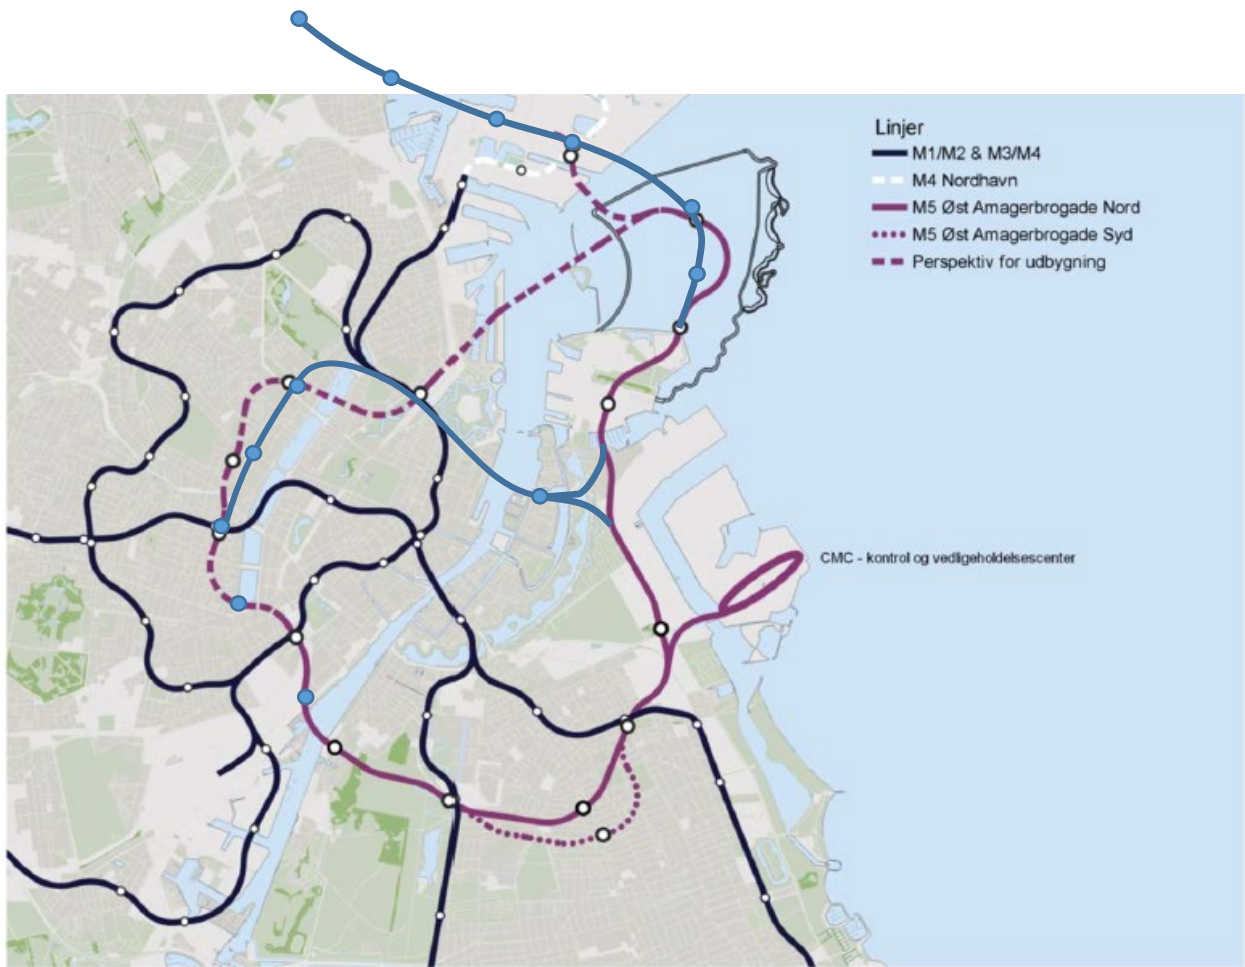 Linjer
M1/M2 & M3/M4
M4 Nordhavn
M5 Øst Amagerbrogade Nord
M5 Øst Amagerbrogade Syd
Perspektiv for udbygning
CMC - kontrol og vedligeholdelsescenter